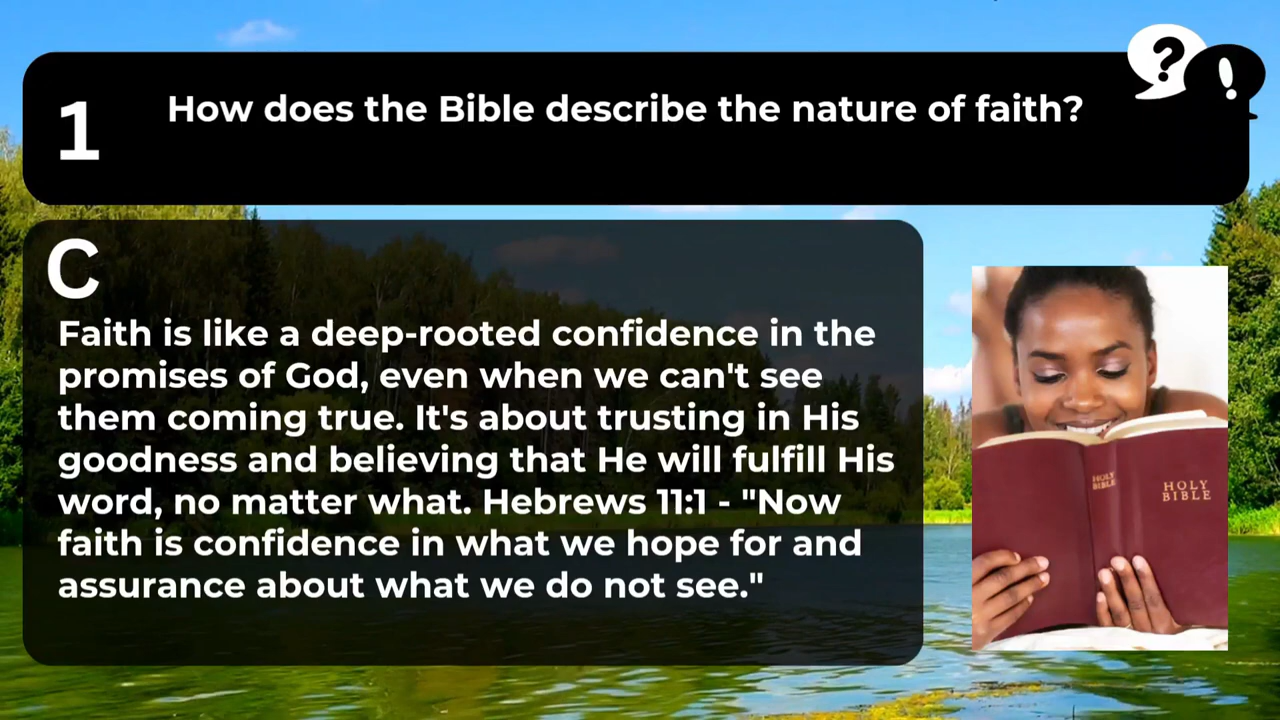 1
How does the Bible describe the nature of faith?
?
!
C
Faith is like a deep-rooted confidence in the
promises of God, even when we can't see
them coming true. It's about trusting in His
goodness and believing that He will fulfill His
word, no matter what. Hebrews 11:1 - "Now
faith is confidence in what we hope for and
assurance about what we do not see."
HOLY
BIBLE
HOLY
BIBLE